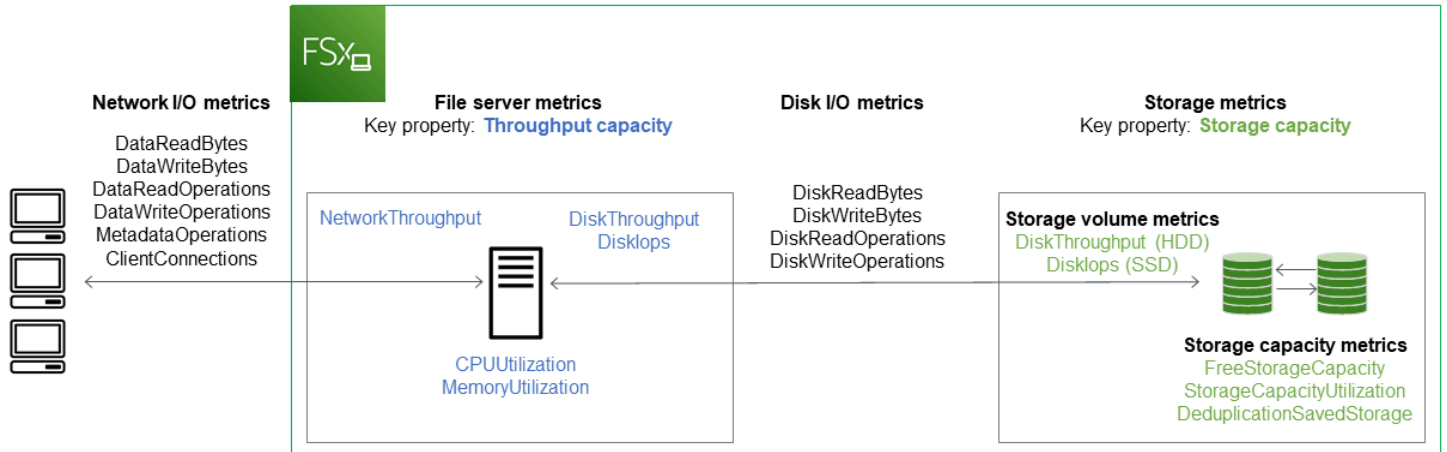 FSx
Network I/O metrics
DataReadBytes
DataWriteBytes
DataReadOperations
DataWriteOperations
MetadataOperations
ClientConnections
File server metrics
Key property: Throughput capacity
NetworkThroughput
DiskThroughput
DiskIops
CPUUtilization
MemoryUtilization
Disk I/O metrics
DiskReadBytes
DiskWriteBytes
DiskReadOperations
DiskWriteOperations
Storage metrics
Key property: Storage capacity
Storage volume metrics
DiskThroughput (HDD)
DiskIops (SSD)
Storage capacity metrics
FreeStorageCapacity
StorageCapacityUtilization
DeduplicationSavedStorage